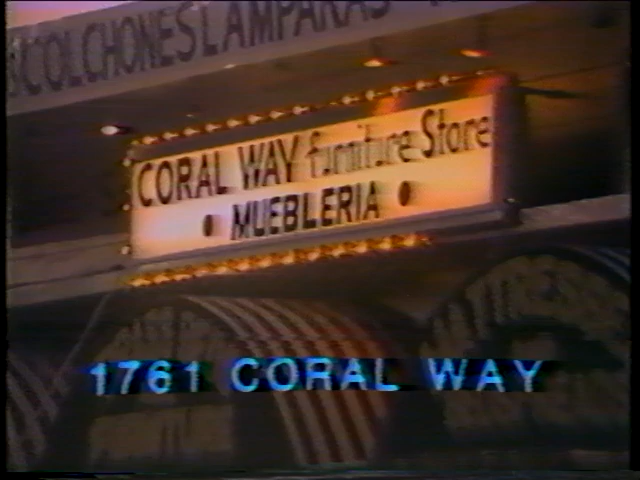 COLCHONES LAMPARAS
CORAL WAY furniture Store
• MUEBLERIA •
1761 CORAL WAY